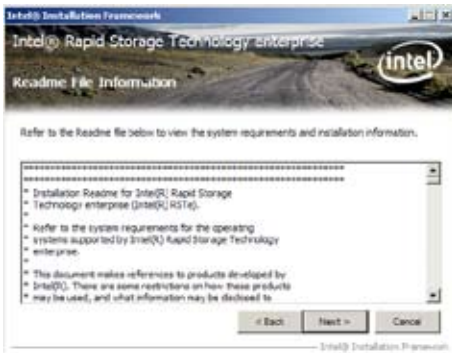 Intel® Installation Framework
Intel® Rapid Storage Technology enterprise
intel
Readme File Information
Refer to the Readme file below to view the system requirements and installation information.
================================================================
================================================================
* Installation Readme for Intel(R) Rapid Storage
* Technology enterprise (Intel(R) RSTe).
*
* Refer to the system requirements for the operating
* systems supported by Intel(R) Rapid Storage Technology
* enterprise.
*
* This document makes references to products developed by
* Intel(R). There are some restrictions on how these products
* may be used, and what information may be disclosed to
< Back
Next >
Cancel
Intel® Installation Framework